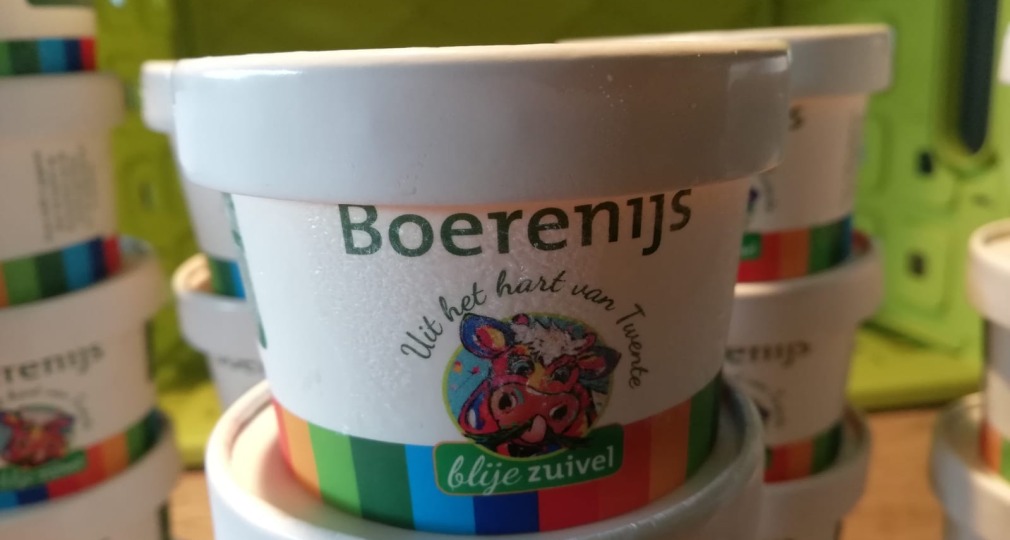 Boerenijs
Uit het hart van Twente
blije zuivel